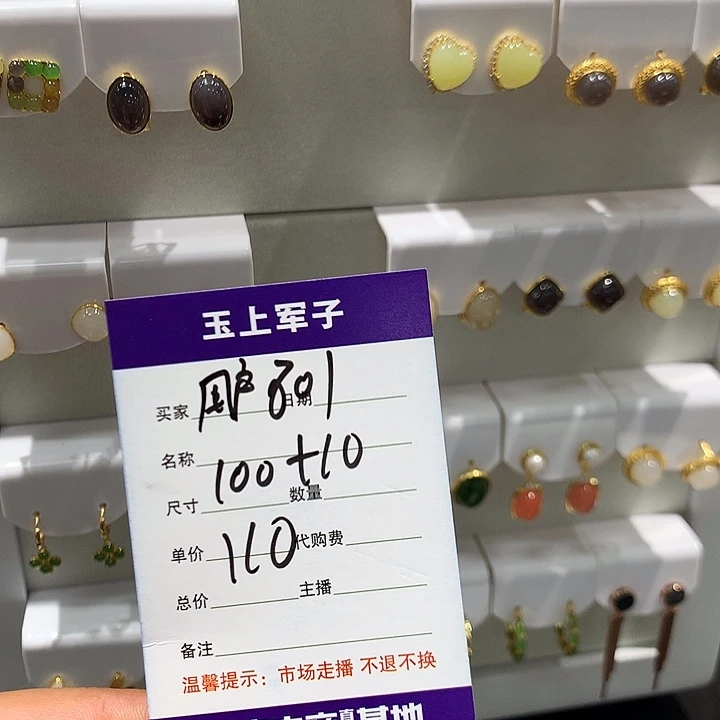 玉上军子
买家 日期
名称
100+10
尺寸 数量
110
单价 代购费
总价 主播
备注
温馨提示：市场走播 不退不换
基地